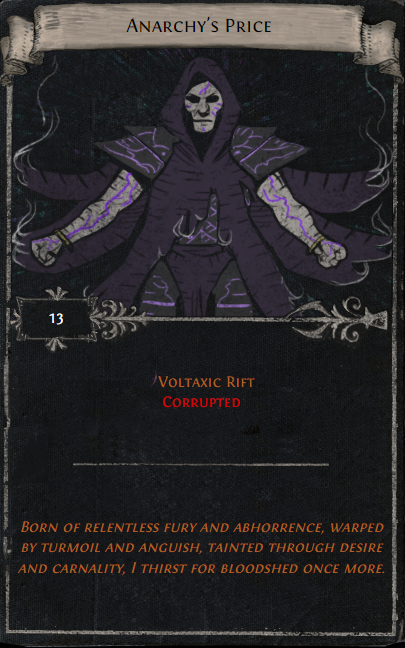 Anarchy's Price
13
Voltaxic Rift
Corrupted
Born of relentless fury and abhorrence, warped
by turmoil and anguish, tainted through desire
and carnality, I thirst for bloodshed once more.